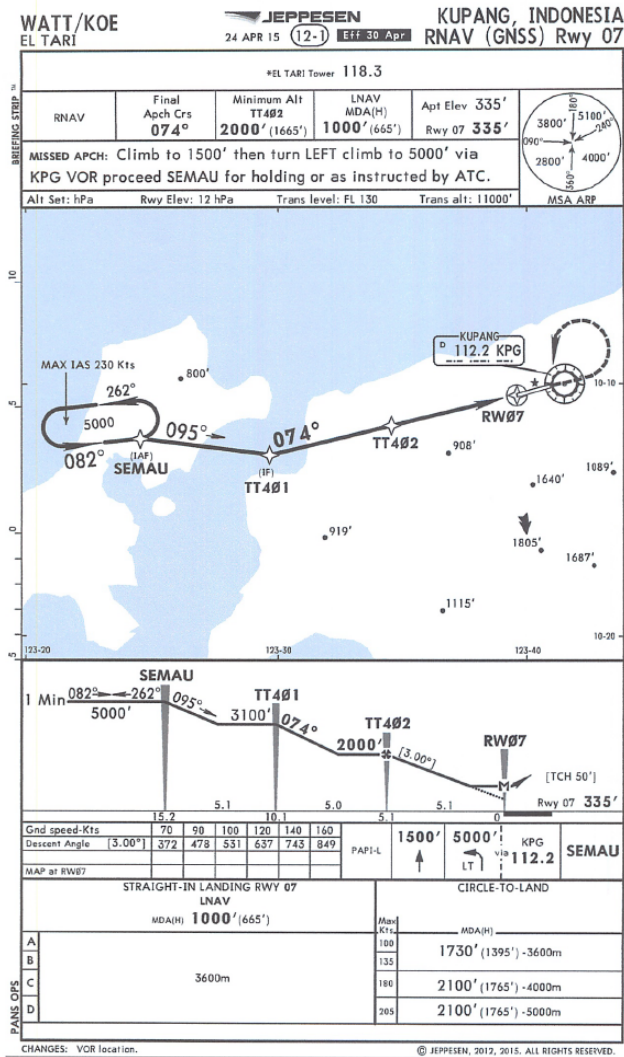 WATT/KOE
EL TARI
JEPPESEN
24 APR 15 12-1 Eff 30 Apr
KUPANG, INDONESIA
RNAV (GNSS) Rwy 07
BRIEFING STRIP ™
*EL TARI Tower 118.3
RNAV
Final
Apch Crs
074°
Minimum Alt
TT402
2000' (1665')
LNAV
MDA(H)
1000' (665')
Apt Elev 335'
Rwy 07 335'
MISSED APCH: Climb to 1500' then turn LEFT climb to 5000' via
KPG VOR proceed SEMAU for holding or as instructed by ATC.
Alt Set: hPa Rwy Elev: 12 hPa Trans level: FL 130 Trans alt: 11000'
180°
3800'
5100'
240°
090°
2800'
4000'
360°
MSA ARP
10
5
0
5
MAX IAS 230 Kts
800'
262°
5000
082°
(IAF)
SEMAU
095°
(IF)
TT401
074°
TT402
KUPANG
D 112.2 KPG
RW07
10-10
908'
1640'
1089'
919'
1805'
1687'
1115'
10-20
123-20
123-30
123-40
1 Min
082°
262°
5000'
SEMAU
095°
3100'
TT401
074°
2000'
TT402
[3.00°]
RW07
M
[TCH 50']
Rwy 07 335'
5.1
5.0
5.1
15.2
10.1
5.1
0
Gnd speed-Kts 70 90 100 120 140 160
Descent Angle [3.00°] 372 478 531 637 743 849
MAP at RW07
PAPI-L
1500'
5000'
LT
via
KPG
112.2
SEMAU
STRAIGHT-IN LANDING RWY 07
LNAV
MDA(H) 1000' (665')
CIRCLE-TO-LAND
Max
Kts
MDA(H)
A
B
C
D
3600m
100
135
1730' (1395') -3600m
180
2100' (1765') -4000m
205
2100' (1765') -5000m
PANS OPS
CHANGES: VOR location.
© JEPPESEN, 2012, 2015. ALL RIGHTS RESERVED.